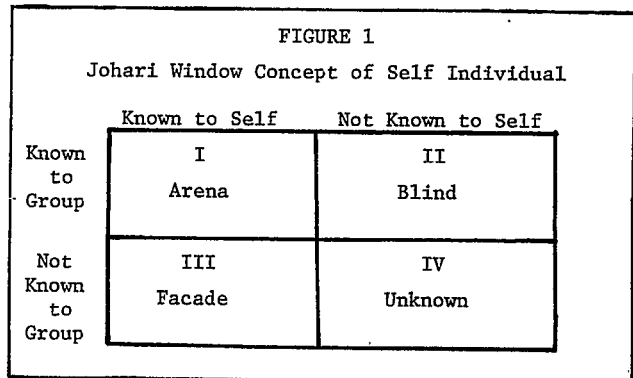 FIGURE 1
Johari Window Concept of Self Individual
Known to Self Not Known to Self
Known to Group
I
Arena
II
Blind
Not Known to Group
III
Facade
IV
Unknown